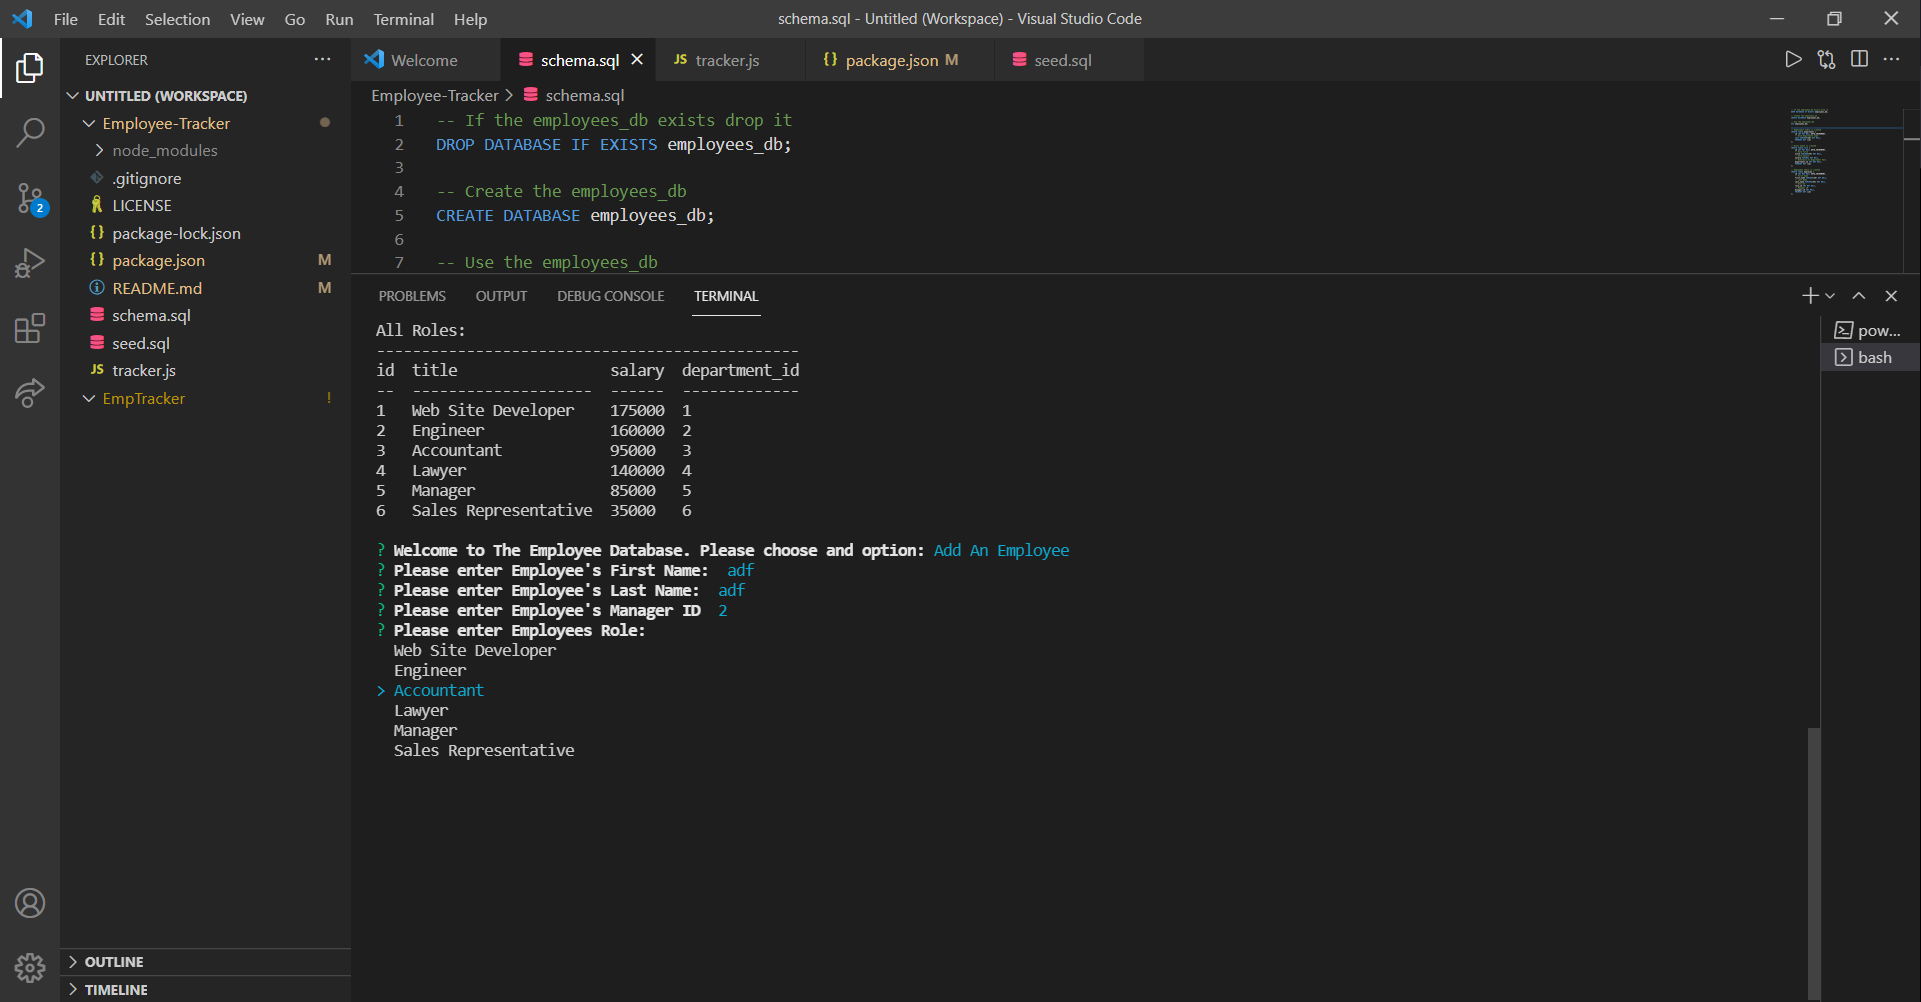 File Edit Selection View Go Run Terminal Help
schema.sql - Untitled (Workspace) - Visual Studio Code
EXPLORER
UNTITLED (WORKSPACE)
Employee-Tracker
node_modules
.gitignore
LICENSE
{} package-lock.json
{} package.json M
README.md M
schema.sql
seed.sql
JS tracker.js
EmpTracker !
OUTLINE
TIMELINE
2
Welcome
schema.sql
JS tracker.js
{} package.json M
seed.sql
Employee-Tracker > schema.sql
1 -- If the employees_db exists drop it
2 DROP DATABASE IF EXISTS employees_db;
3
4 -- Create the employees_db
5 CREATE DATABASE employees_db;
6
7 -- Use the employees_db
PROBLEMS OUTPUT DEBUG CONSOLE TERMINAL
pow...
bash
All Roles:
-----------------------------------------------
id title salary department_id
-- -------------------- ------ -------------
1 Web Site Developer 175000 1
2 Engineer 160000 2
3 Accountant 95000 3
4 Lawyer 140000 4
5 Manager 85000 5
6 Sales Representative 35000 6
? Welcome to The Employee Database. Please choose and option: Add An Employee
? Please enter Employee's First Name: adf
? Please enter Employee's Last Name: adf
? Please enter Employee's Manager ID 2
? Please enter Employees Role:
Web Site Developer
Engineer
> Accountant
Lawyer
Manager
Sales Representative